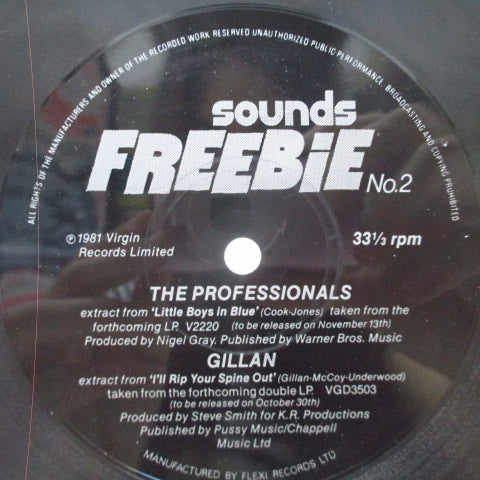 ALL RIGHTS OF THE MANUFACTURERS AND OWNER OF THE RECORDED WORK RESERVED UNAUTHORIZED PUBLIC PERFORMANCE, BROADCASTING AND COPYING PROHIBITED
sounds
FREEBiE No.2
℗1981 Virgin
Records Limited
33⅓ rpm
THE PROFESSIONALS
extract from 'Little Boys in Blue' (Cook-Jones) taken from the
forthcoming LP. V2220 (to be released on November 13th)
Produced by Nigel Gray. Published by Warner Bros. Music
GILLAN
extract from 'I'll Rip Your Spine Out' (Gillan-McCoy-Underwood)
taken from the forthcoming double LP. VGD3503
(to be released on October 30th)
Produced by Steve Smith for K.R. Productions
Published by Pussy Music/Chappell
Music Ltd
MANUFACTURED BY FLEXI RECORDS LTD